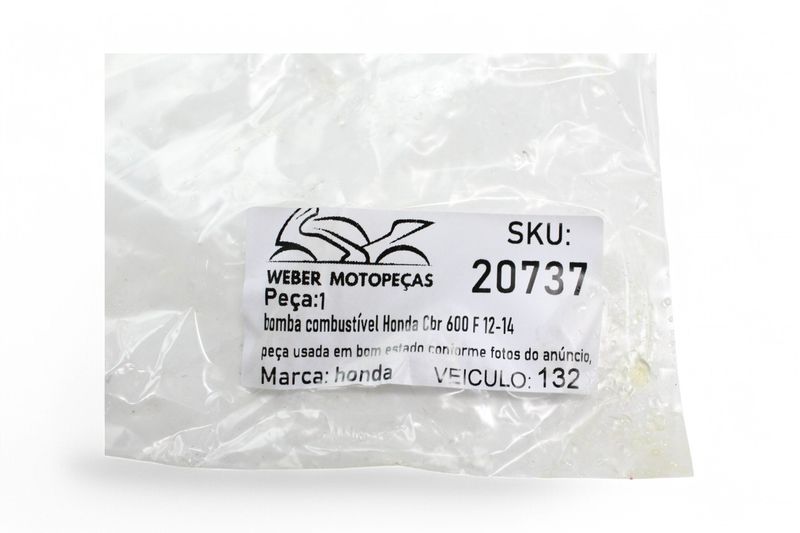 WEBER MOTOPEÇAS
SKU:
20737
Peça:1
bomba combustível Honda Cbr 600 F 12-14
peça usada em bom estado conforme fotos do anúncio,
Marca: honda
VEICULO: 132